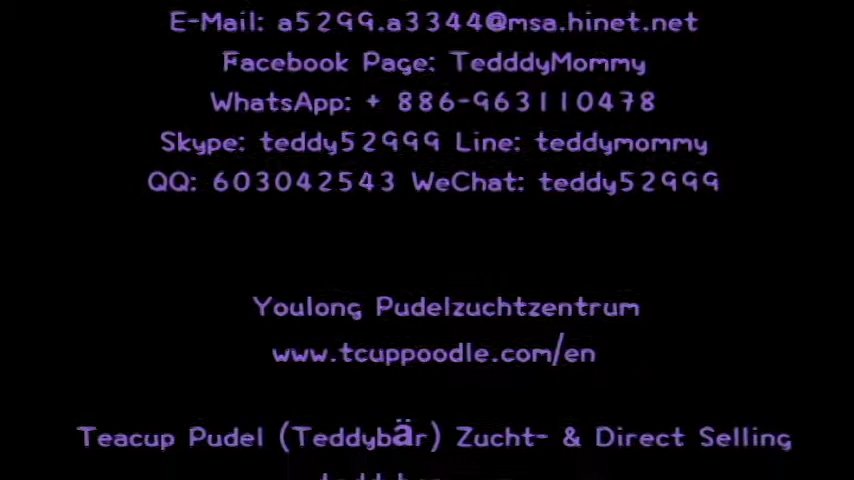 E-Mail: a5299.a3344@msa.hinet.net
Facebook Page: TedddyMommy
WhatsApp: + 886-963110478
Skype: teddy52999 Line: teddymommy
QQ: 603042543 WeChat: teddy52999
Youlong Pudelzuchtzentrum
www.tcuppoodle.com/en
Teacup Pudel (Teddybär) Zucht- & Direct Selling